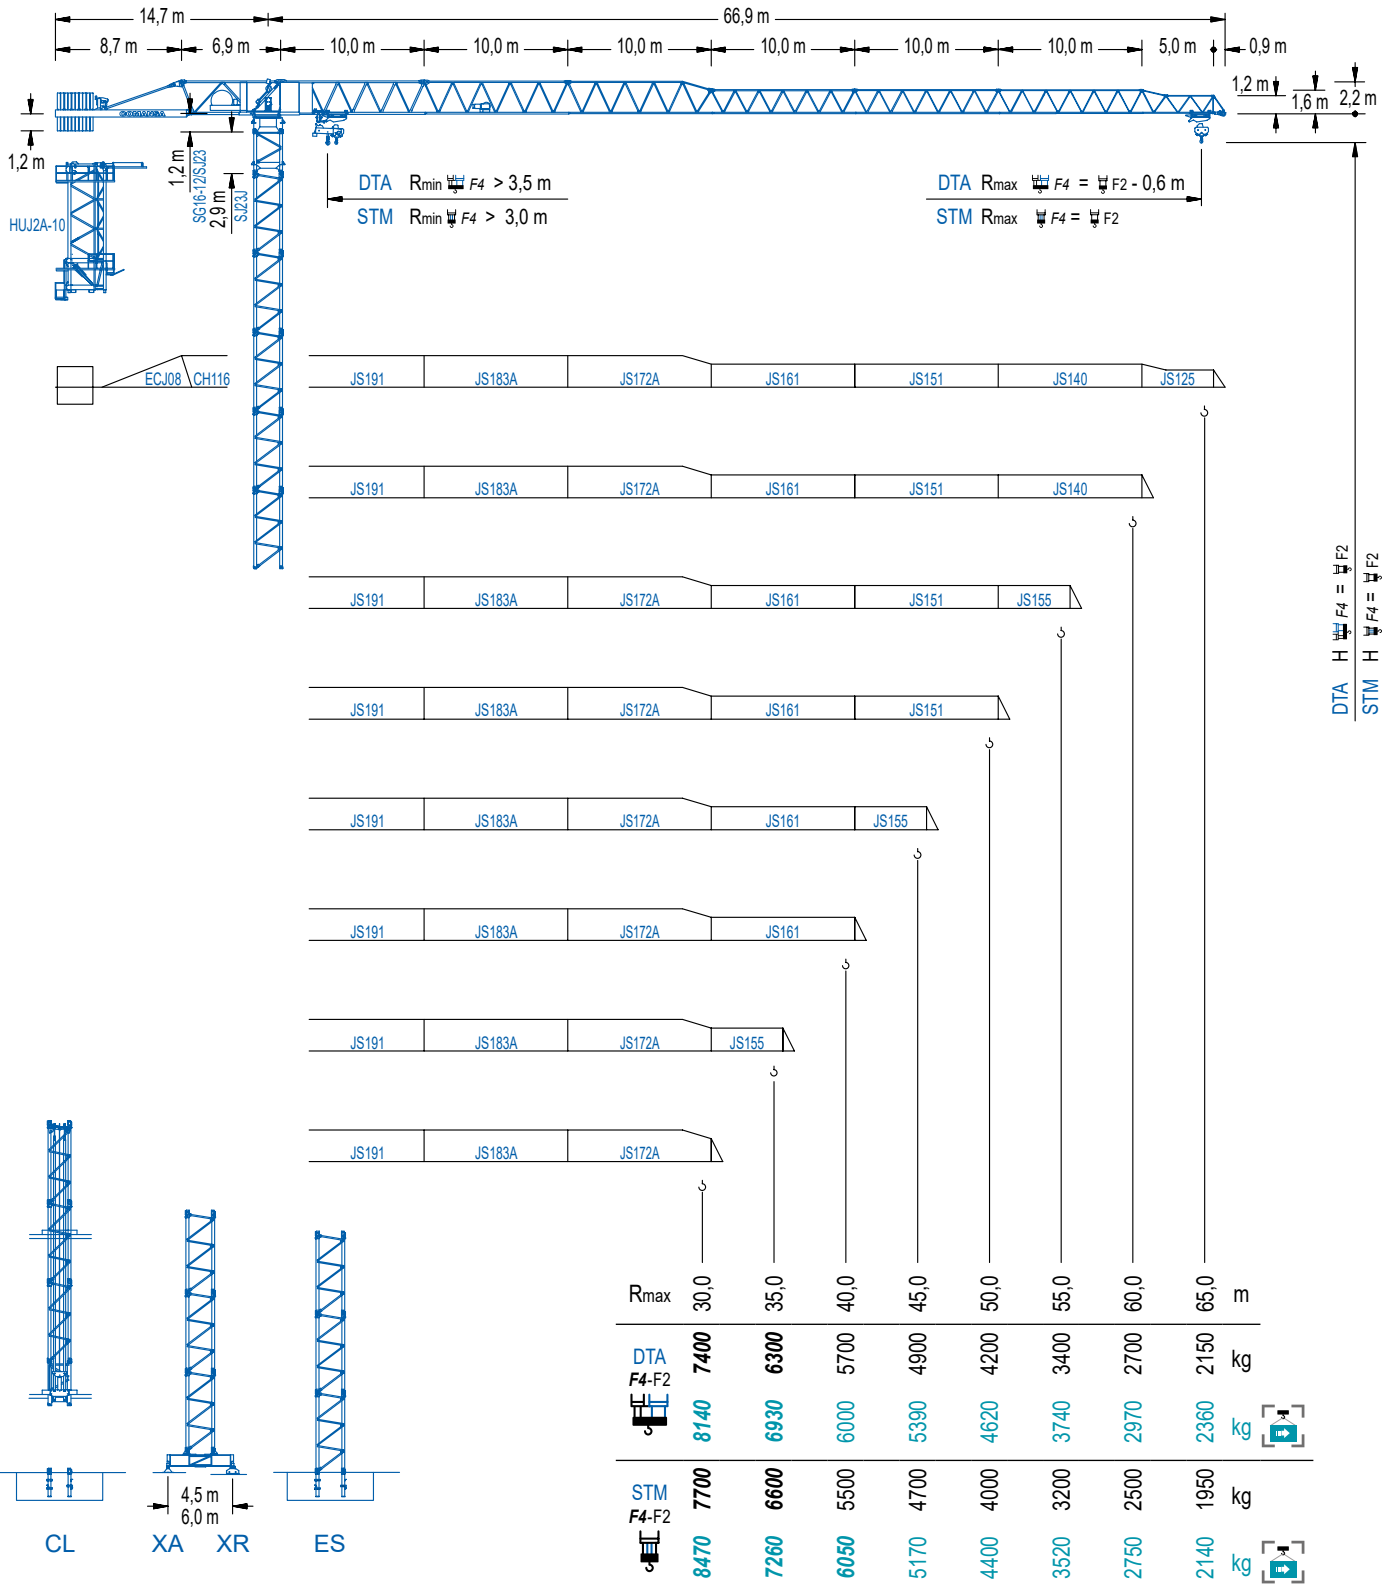 14,7 m 66,9 m
8,7 m 6,9 m 10,0 m 10,0 m 10,0 m 10,0 m 10,0 m 10,0 m 5,0 m 0,9 m
COMANSA
1,2 m 1,6 m 2,2 m
1,2 m
1,2 m
SG16-12/SJ23
2,9 m
SJ23J
HUJ2A-10
DTA Rmin F4 > 3,5 m
STM Rmin F4 > 3,0 m
DTA Rmax F4 = F2 - 0,6 m
STM Rmax F4 = F2
ECJ08 CH116 JS191 JS183A JS172A JS161 JS151 JS140 JS125
JS191 JS183A JS172A JS161 JS151 JS140
JS191 JS183A JS172A JS161 JS151 JS155
DTA H F4 = F2
STM H F4 = F2
JS191 JS183A JS172A JS161 JS151
JS191 JS183A JS172A JS161 JS155
JS191 JS183A JS172A JS161
JS191 JS183A JS172A JS155
JS191 JS183A JS172A
Rmax 30,0 35,0 40,0 45,0 50,0 55,0 60,0 65,0 m
DTA F4-F2 7400 6300 5700 4900 4200 3400 2700 2150 kg
8140 6930 6000 5390 4620 3740 2970 2360 kg
STM F4-F2 7700 6600 5500 4700 4000 3200 2500 1950 kg
8470 7260 6050 5170 4400 3520 2750 2140 kg
4,5 m
6,0 m
CL XA XR ES